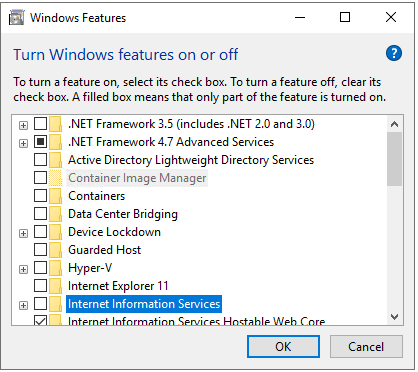 Windows Features
Turn Windows features on or off
?
To turn a feature on, select its check box. To turn a feature off, clear its
check box. A filled box means that only part of the feature is turned on.
.NET Framework 3.5 (includes .NET 2.0 and 3.0)
.NET Framework 4.7 Advanced Services
Active Directory Lightweight Directory Services
Container Image Manager
Containers
Data Center Bridging
Device Lockdown
Guarded Host
Hyper-V
Internet Explorer 11
Internet Information Services
Internet Information Services Hostable Web Core
OK
Cancel